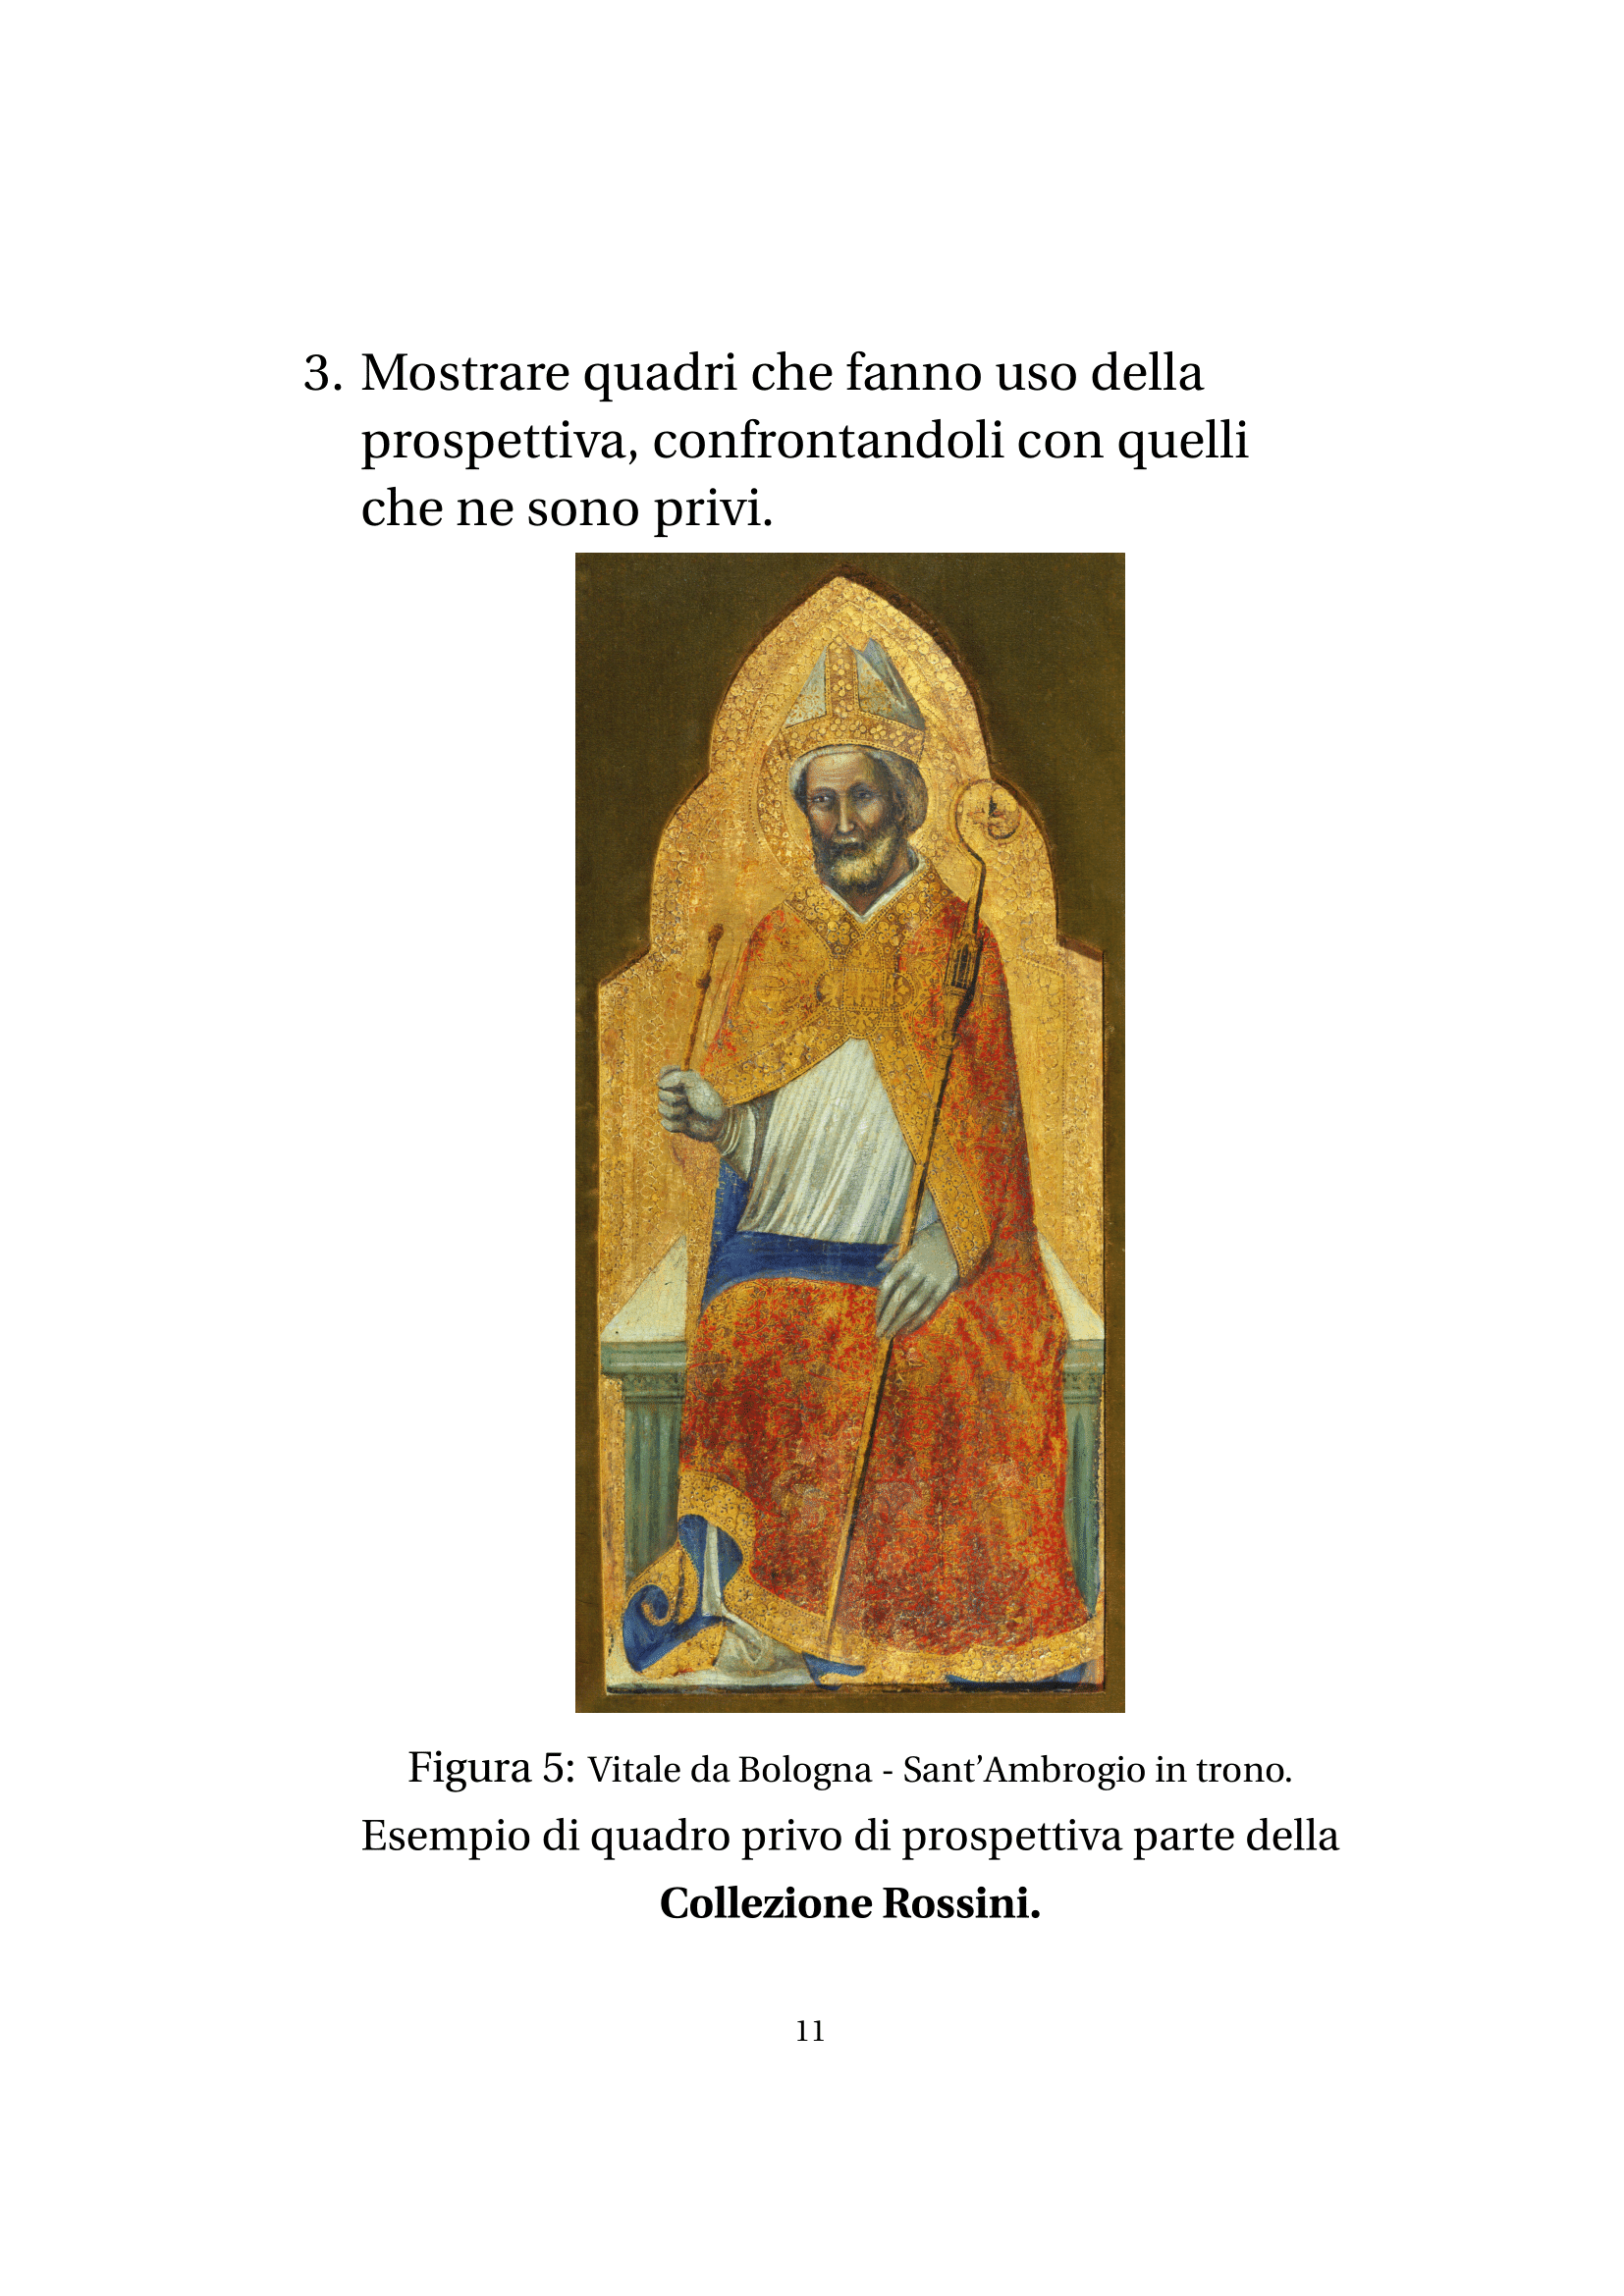 3. Mostrare quadri che fanno uso della
prospettiva, confrontandoli con quelli
che ne sono privi.
Figura 5: Vitale da Bologna - Sant’Ambrogio in trono.
Esempio di quadro privo di prospettiva parte della
Collezione Rossini.
11